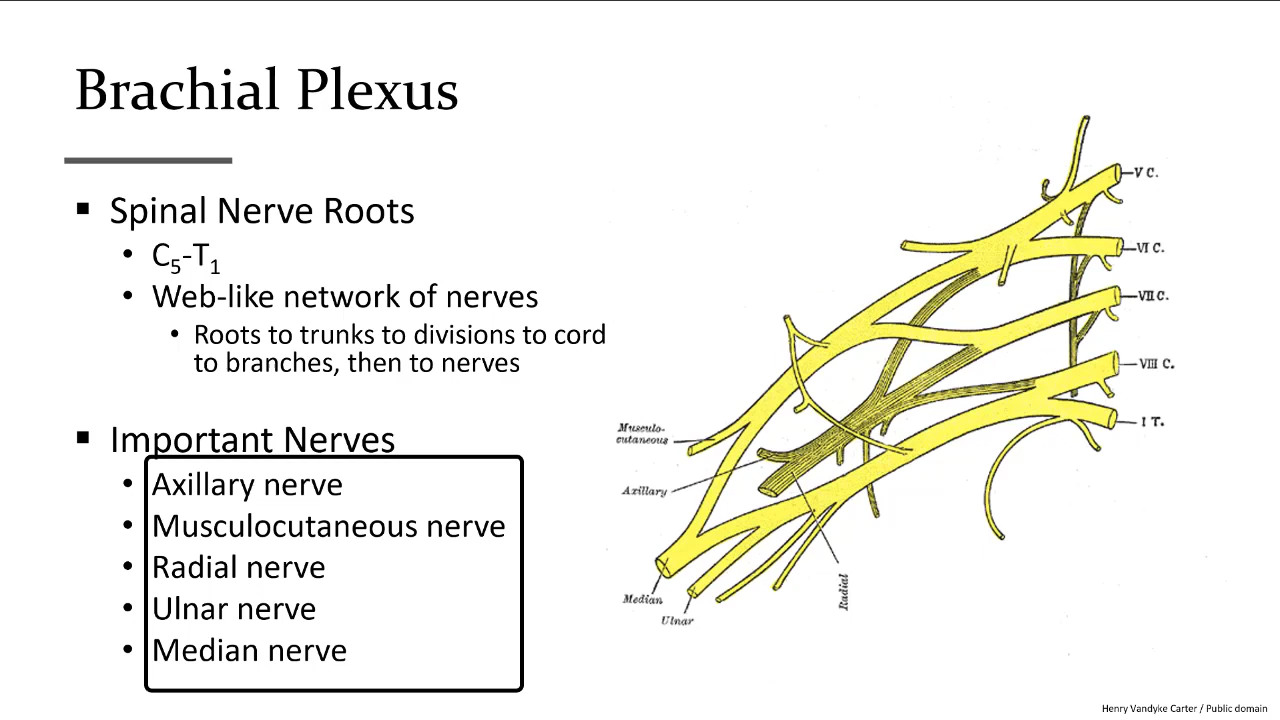 Brachial Plexus
▪ Spinal Nerve Roots
• C₅-T₁
• Web-like network of nerves
• Roots to trunks to divisions to cord
to branches, then to nerves
▪ Important Nerves
• Axillary nerve
• Musculocutaneous nerve
• Radial nerve
• Ulnar nerve
• Median nerve
V C.
VI C.
VII C.
VIII C.
I T.
Musculo-
cutaneous
Axillary
Median
Ulnar
Radial
Henry Vandyke Carter / Public domain